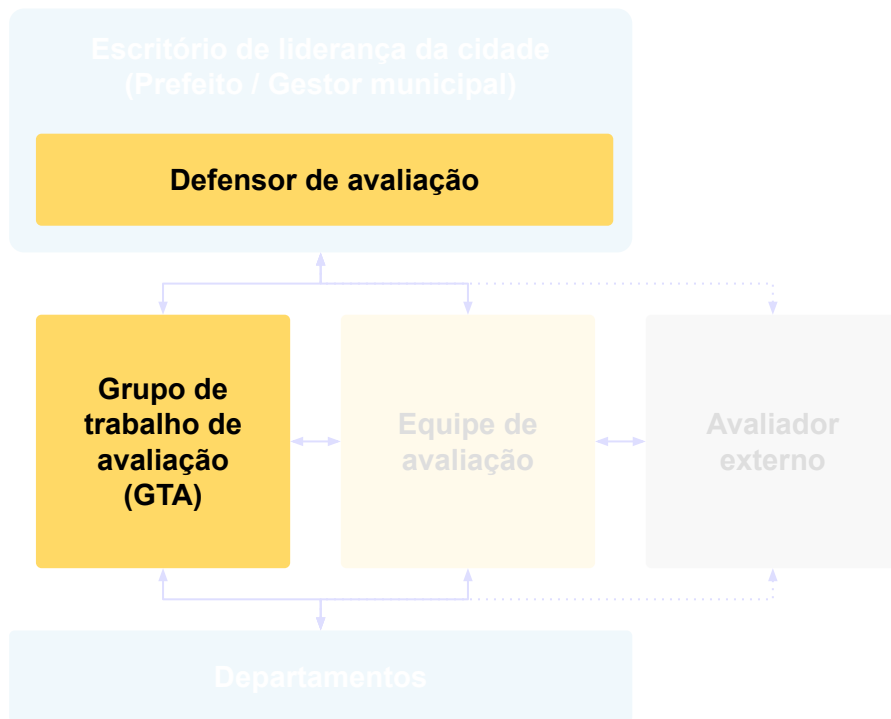 Escritório de liderança da cidade
(Prefeito / Gestor municipal)
Defensor de avaliação
Grupo de
trabalho de
avaliação
(GTA)
Equipe de
avaliação
Avaliador
externo
Departamentos